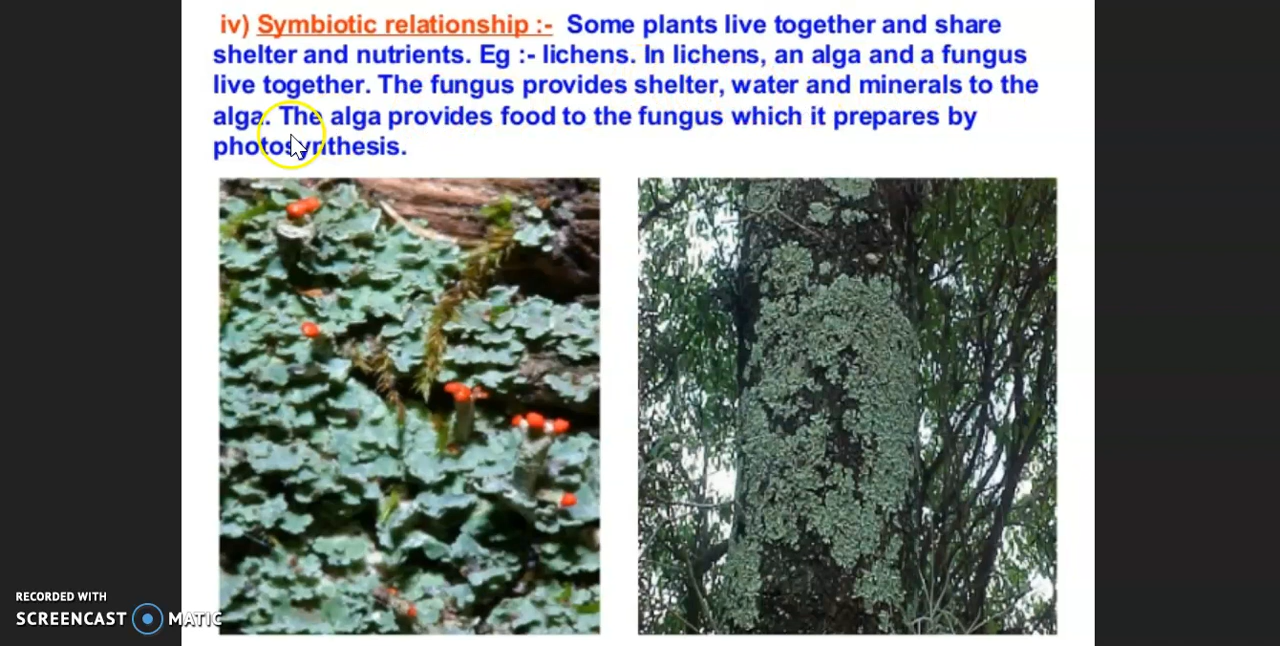 iv) Symbiotic relationship :- Some plants live together and share
shelter and nutrients. Eg :- lichens. In lichens, an alga and a fungus
live together. The fungus provides shelter, water and minerals to the
alga. The alga provides food to the fungus which it prepares by
photosynthesis.
RECORDED WITH
SCREENCAST MATIC